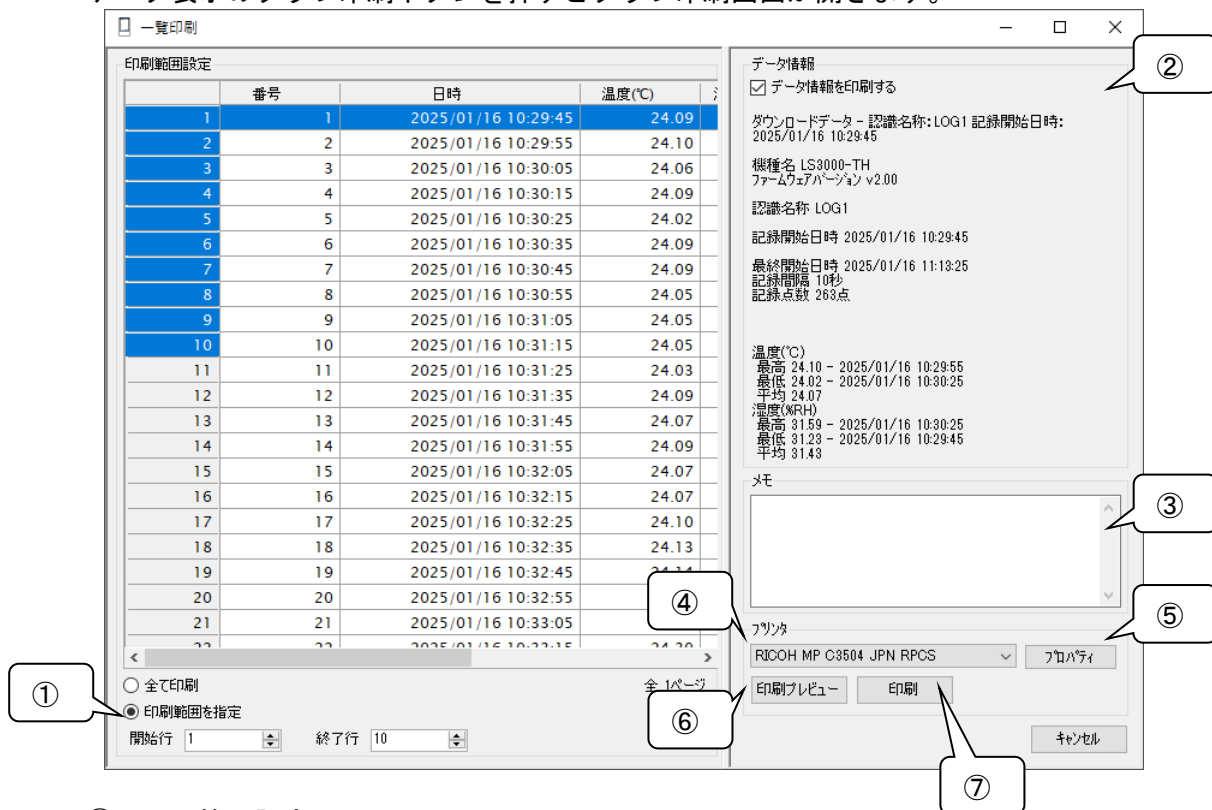 一覧印刷
印刷範囲設定
番号 日時 温度(℃)
1 1 2025/01/16 10:29:45 24.09
2 2 2025/01/16 10:29:55 24.10
3 3 2025/01/16 10:30:05 24.06
4 4 2025/01/16 10:30:15 24.09
5 5 2025/01/16 10:30:25 24.02
6 6 2025/01/16 10:30:35 24.09
7 7 2025/01/16 10:30:45 24.09
8 8 2025/01/16 10:30:55 24.05
9 9 2025/01/16 10:31:05 24.05
10 10 2025/01/16 10:31:15 24.05
11 11 2025/01/16 10:31:25 24.03
12 12 2025/01/16 10:31:35 24.09
13 13 2025/01/16 10:31:45 24.07
14 14 2025/01/16 10:31:55 24.09
15 15 2025/01/16 10:32:05 24.07
16 16 2025/01/16 10:32:15 24.07
17 17 2025/01/16 10:32:25 24.10
18 18 2025/01/16 10:32:35 24.13
19 19 2025/01/16 10:32:45
20 20 2025/01/16 10:32:55
21 21 2025/01/16 10:33:05
全て印刷 全 1ページ
①
印刷範囲を指定
開始行 1 終了行 10
②
データ情報
データ情報を印刷する
ダウンロードデータ - 認識名称: LOG1 記録開始日時:
2025/01/16 10:29:45
機種名 LS3000-TH
ファームウェアバージョン v2.00
認識名称 LOG1
記録開始日時 2025/01/16 10:29:45
最終開始日時 2025/01/16 11:13:25
記録間隔 10秒
記録点数 263点
温度(℃)
最高 24.10 - 2025/01/16 10:29:55
最低 24.02 - 2025/01/16 10:30:25
平均 24.07
湿度(%RH)
最高 31.59 - 2025/01/16 10:30:25
最低 31.23 - 2025/01/16 10:29:45
平均 31.43
メモ
③
④
⑤
プリンタ
RICOH MP C3504 JPN RPCS プロパティ
印刷プレビュー 印刷
⑥
キャンセル
⑦